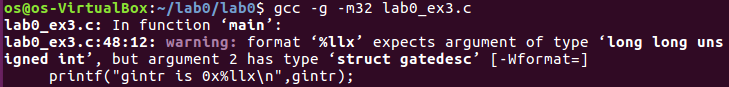 os@os-VirtualBox:~/lab0/lab0$ gcc -g -m32 lab0_ex3.c
lab0_ex3.c: In function ‘main’:
lab0_ex3.c:48:12: warning: format ‘%llx’ expects argument of type ‘long long uns
igned int’, but argument 2 has type ‘struct gatedesc’ [-Wformat=]
     printf("gintr is 0x%llx\n",gintr);